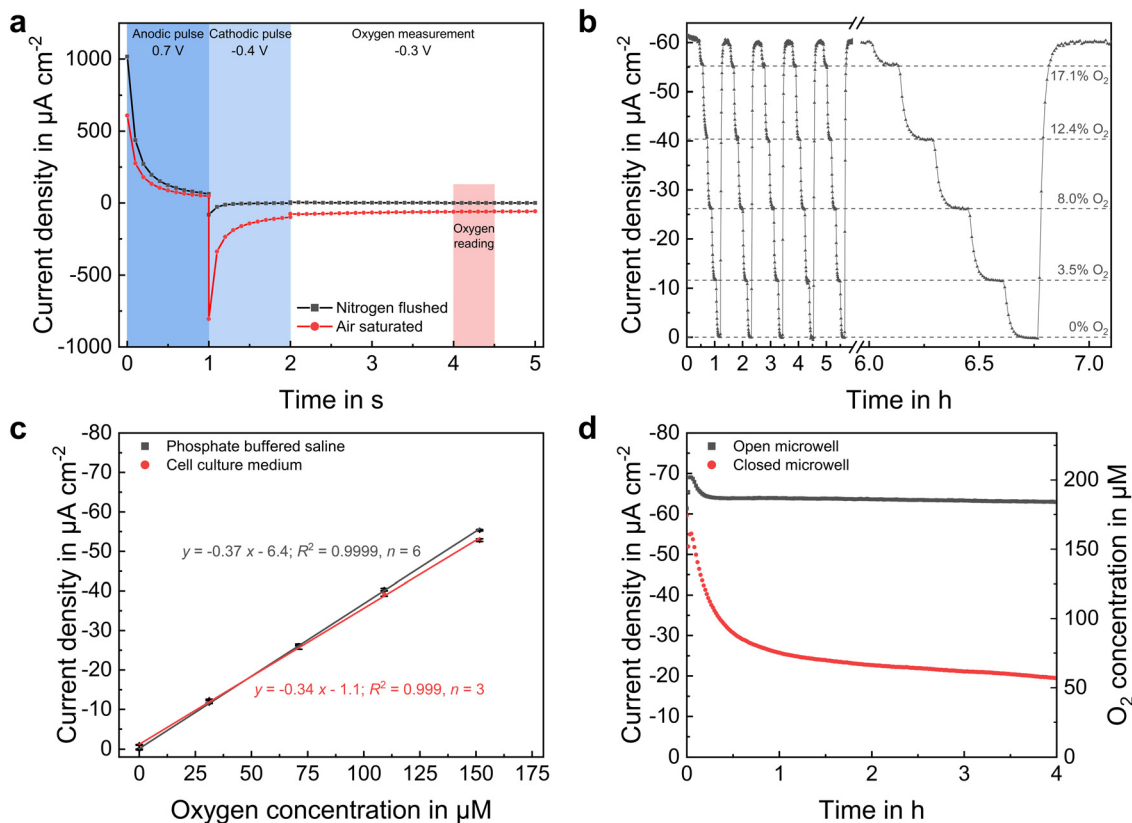 a
Anodic pulse
0.7 V
Cathodic pulse
-0.4 V
Oxygen measurement
-0.3 V
1000
500
0
-500
-1000
Current density in µA cm-2
Oxygen
reading
Nitrogen flushed
Air saturated
0 1 2 3 4 5
Time in s
b
-60
-50
-40
-30
-20
-10
0
Current density in µA cm-2
17.1% O2
12.4% O2
8.0% O2
3.5% O2
0% O2
0 1 2 3 4 5 6.0 6.5 7.0
Time in h
c
-80
-70
-60
-50
-40
-30
-20
-10
0
Current density in µA cm-2
Phosphate buffered saline
Cell culture medium
y = -0.37 x - 6.4; R2 = 0.9999, n = 6
y = -0.34 x - 1.1; R2 = 0.999, n = 3
0 25 50 75 100 125 150 175
Oxygen concentration in µM
d
-80
-70
-60
-50
-40
-30
-20
-10
0
Current density in µA cm-2
Open microwell
Closed microwell
200
150
100
50
0
O2 concentration in µM
0 1 2 3 4
Time in h